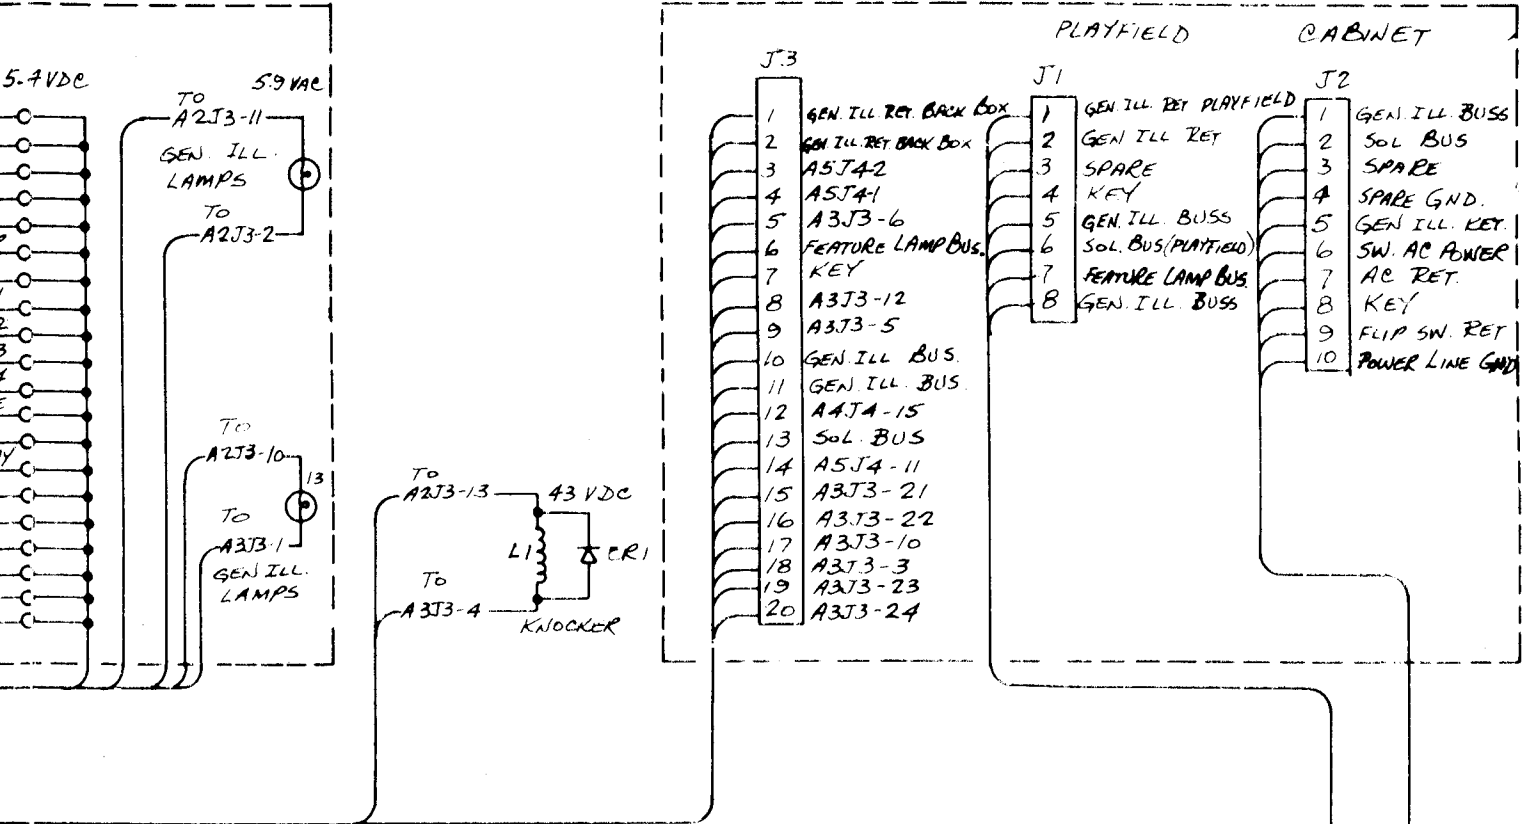 5.7VDC
5.9 VAC
TO
A2J3-11
GEN. ILL.
LAMPS
TO
A2J3-2
TO
A2J3-10
13
TO
A3J3-1
GEN ILL.
LAMPS
TO
A2J3-13
43 VDC
L1
CR1
TO
A3J3-4
KNOCKER
J3
1 GEN. ILL. RET. BACK BOX
2 GEN. ILL. RET. BACK BOX
3 A5J4-2
4 A5J4-1
5 A3J3-6
6 FEATURE LAMP BUS.
7 KEY
8 A3J3-12
9 A3J3-5
10 GEN. ILL BUS.
11 GEN. ILL. BUS.
12 A4J4-15
13 SOL. BUS
14 A5J4-11
15 A3J3-21
16 A3J3-22
17 A3J3-10
18 A3J3-3
19 A3J3-23
20 A3J3-24
PLAYFIELD
J1
1 GEN. ILL. RET PLAYFIELD
2 GEN ILL RET
3 SPARE
4 KEY
5 GEN. ILL. BUSS
6 SOL. BUS (PLAYFIELD)
7 FEATURE LAMP BUS.
8 GEN. ILL. BUSS
CABINET
J2
1 GEN. ILL. BUSS
2 SOL BUS
3 SPARE
4 SPARE GND.
5 GEN ILL. RET.
6 SW. AC POWER
7 AC RET.
8 KEY
9 FLIP SW. RET
10 POWER LINE GND